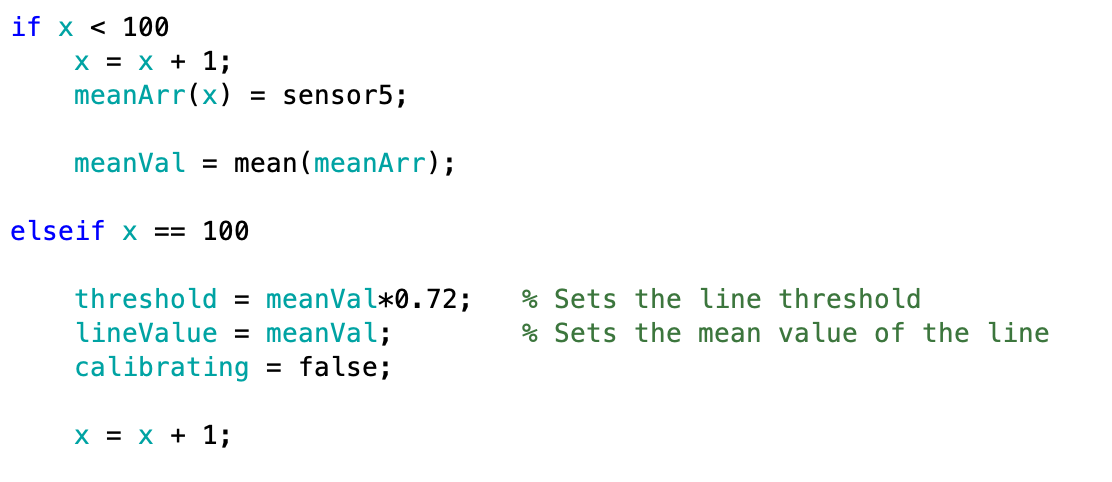 if x < 100
    x = x + 1;
    meanArr(x) = sensor5;

    meanVal = mean(meanArr);

elseif x == 100

    threshold = meanVal*0.72;   % Sets the line threshold
    lineValue = meanVal;        % Sets the mean value of the line
    calibrating = false;

    x = x + 1;